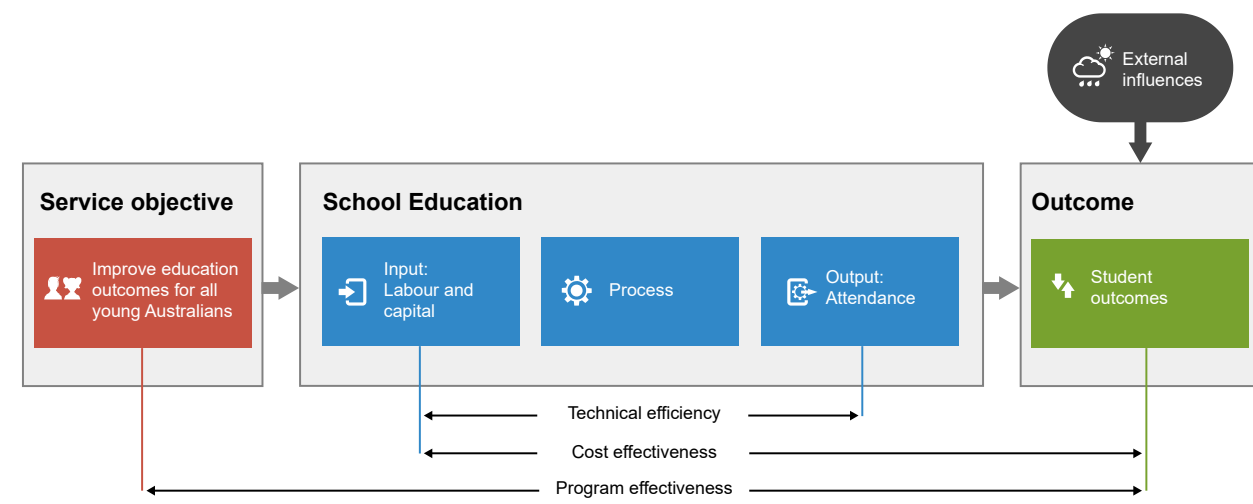 External
influences
Service objective
School Education
Outcome
Improve education
outcomes for all
young Australians
Input:
Labour and
capital
Process
Output:
Attendance
Student
outcomes
Technical efficiency
Cost effectiveness
Program effectiveness